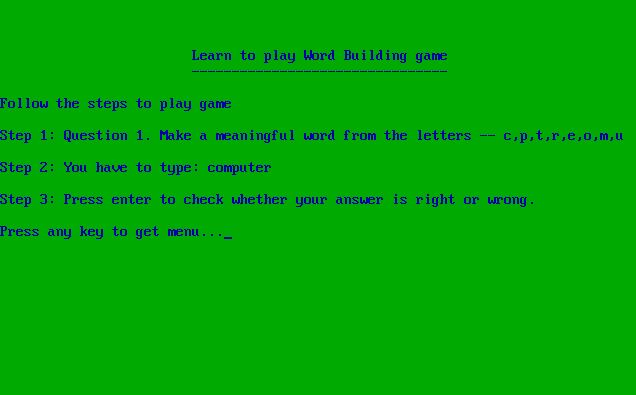 Learn to play Word Building game
--------------------------------
Follow the steps to play game
Step 1: Question 1. Make a meaningful word from the letters -- c,p,t,r,e,o,m,u
Step 2: You have to type: computer
Step 3: Press enter to check whether your answer is right or wrong.
Press any key to get menu..._